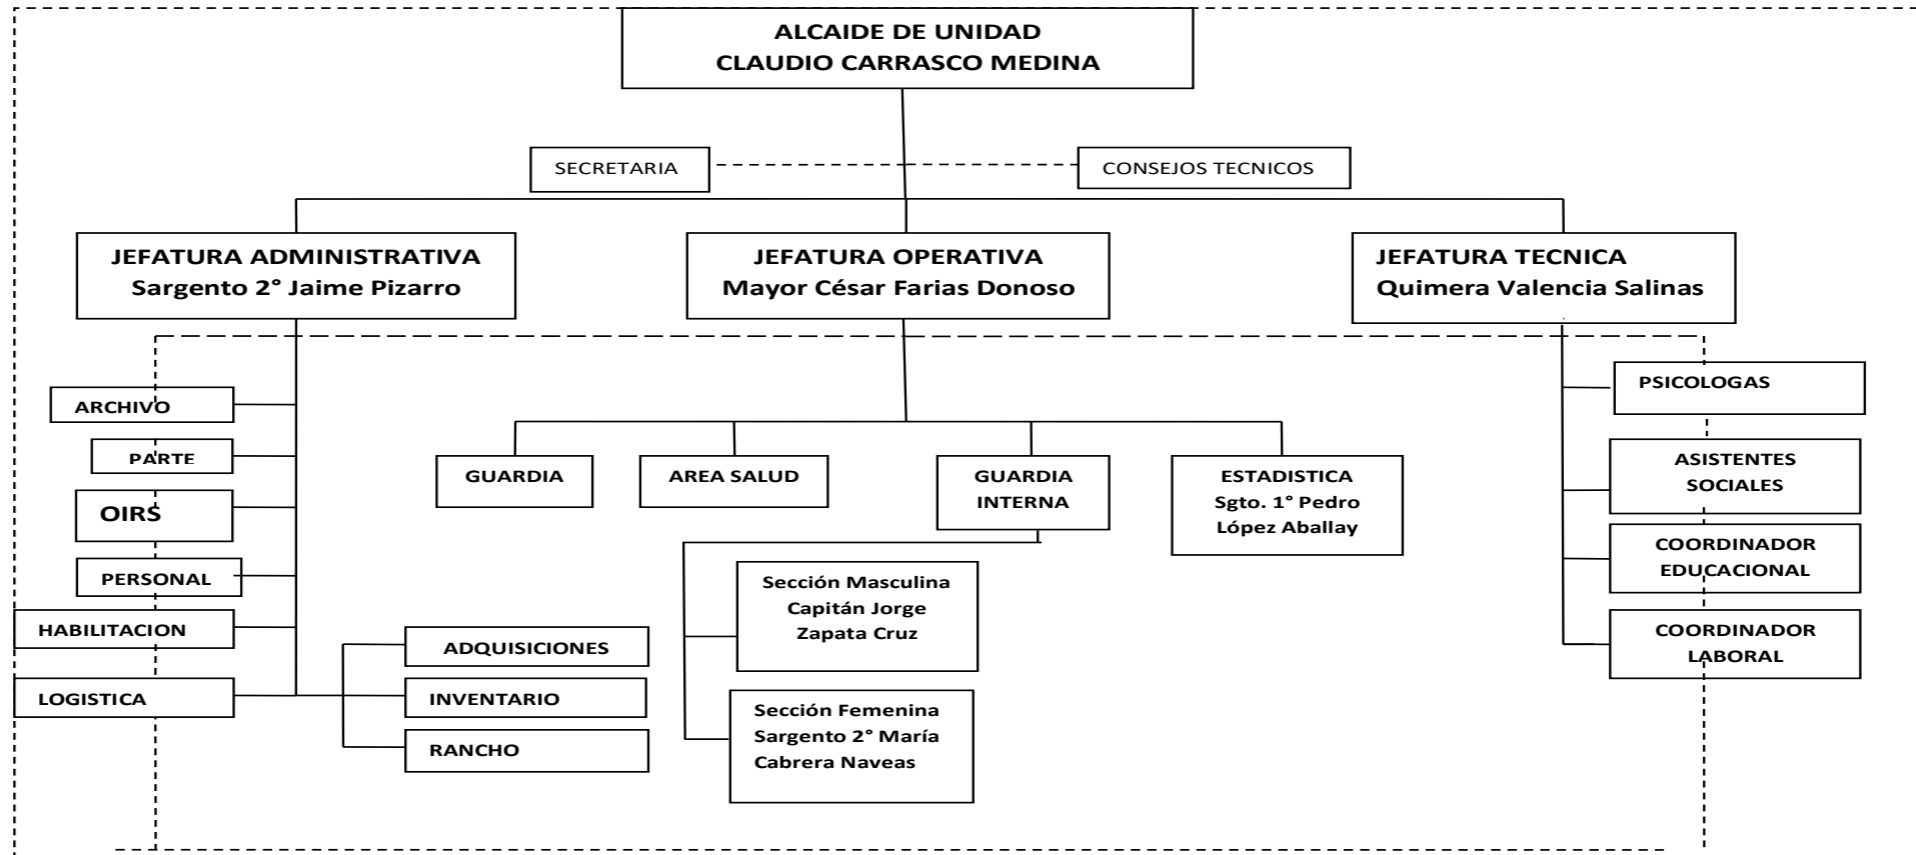 ALCAIDE DE UNIDAD
CLAUDIO CARRASCO MEDINA
SECRETARIA
CONSEJOS TECNICOS
JEFATURA ADMINISTRATIVA
Sargento 2° Jaime Pizarro
JEFATURA OPERATIVA
Mayor César Farias Donoso
JEFATURA TECNICA
Quimera Valencia Salinas
ARCHIVO
PARTE
OIRS
PERSONAL
HABILITACION
LOGISTICA
ADQUISICIONES
INVENTARIO
RANCHO
GUARDIA
AREA SALUD
GUARDIA
INTERNA
ESTADISTICA
Sgto. 1° Pedro
López Aballay
Sección Masculina
Capitán Jorge
Zapata Cruz
Sección Femenina
Sargento 2° María
Cabrera Naveas
PSICOLOGAS
ASISTENTES
SOCIALES
COORDINADOR
EDUCACIONAL
COORDINADOR
LABORAL